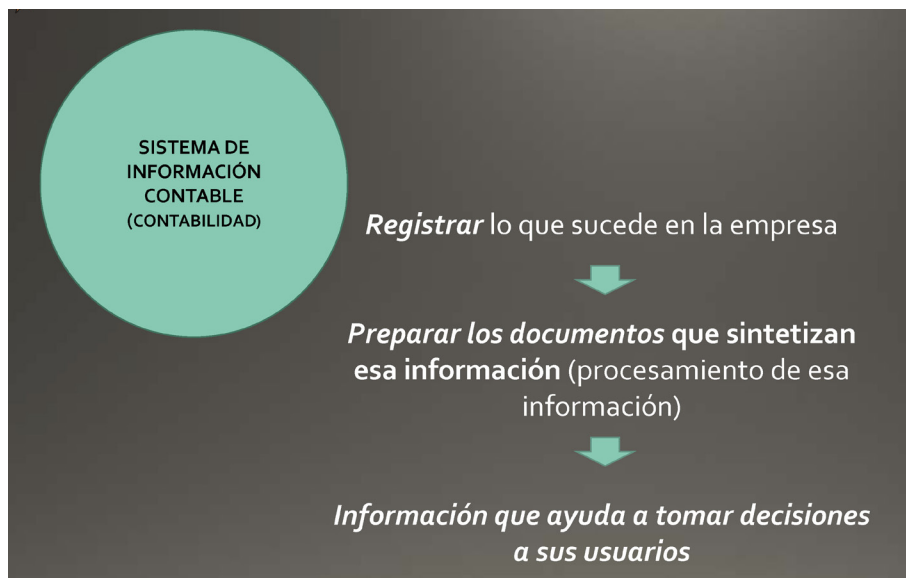 SISTEMA DE
INFORMACIÓN
CONTABLE
(CONTABILIDAD)
Registrar lo que sucede en la empresa
Preparar los documentos que sintetizan
esa información (procesamiento de esa
información)
Información que ayuda a tomar decisiones
a sus usuarios